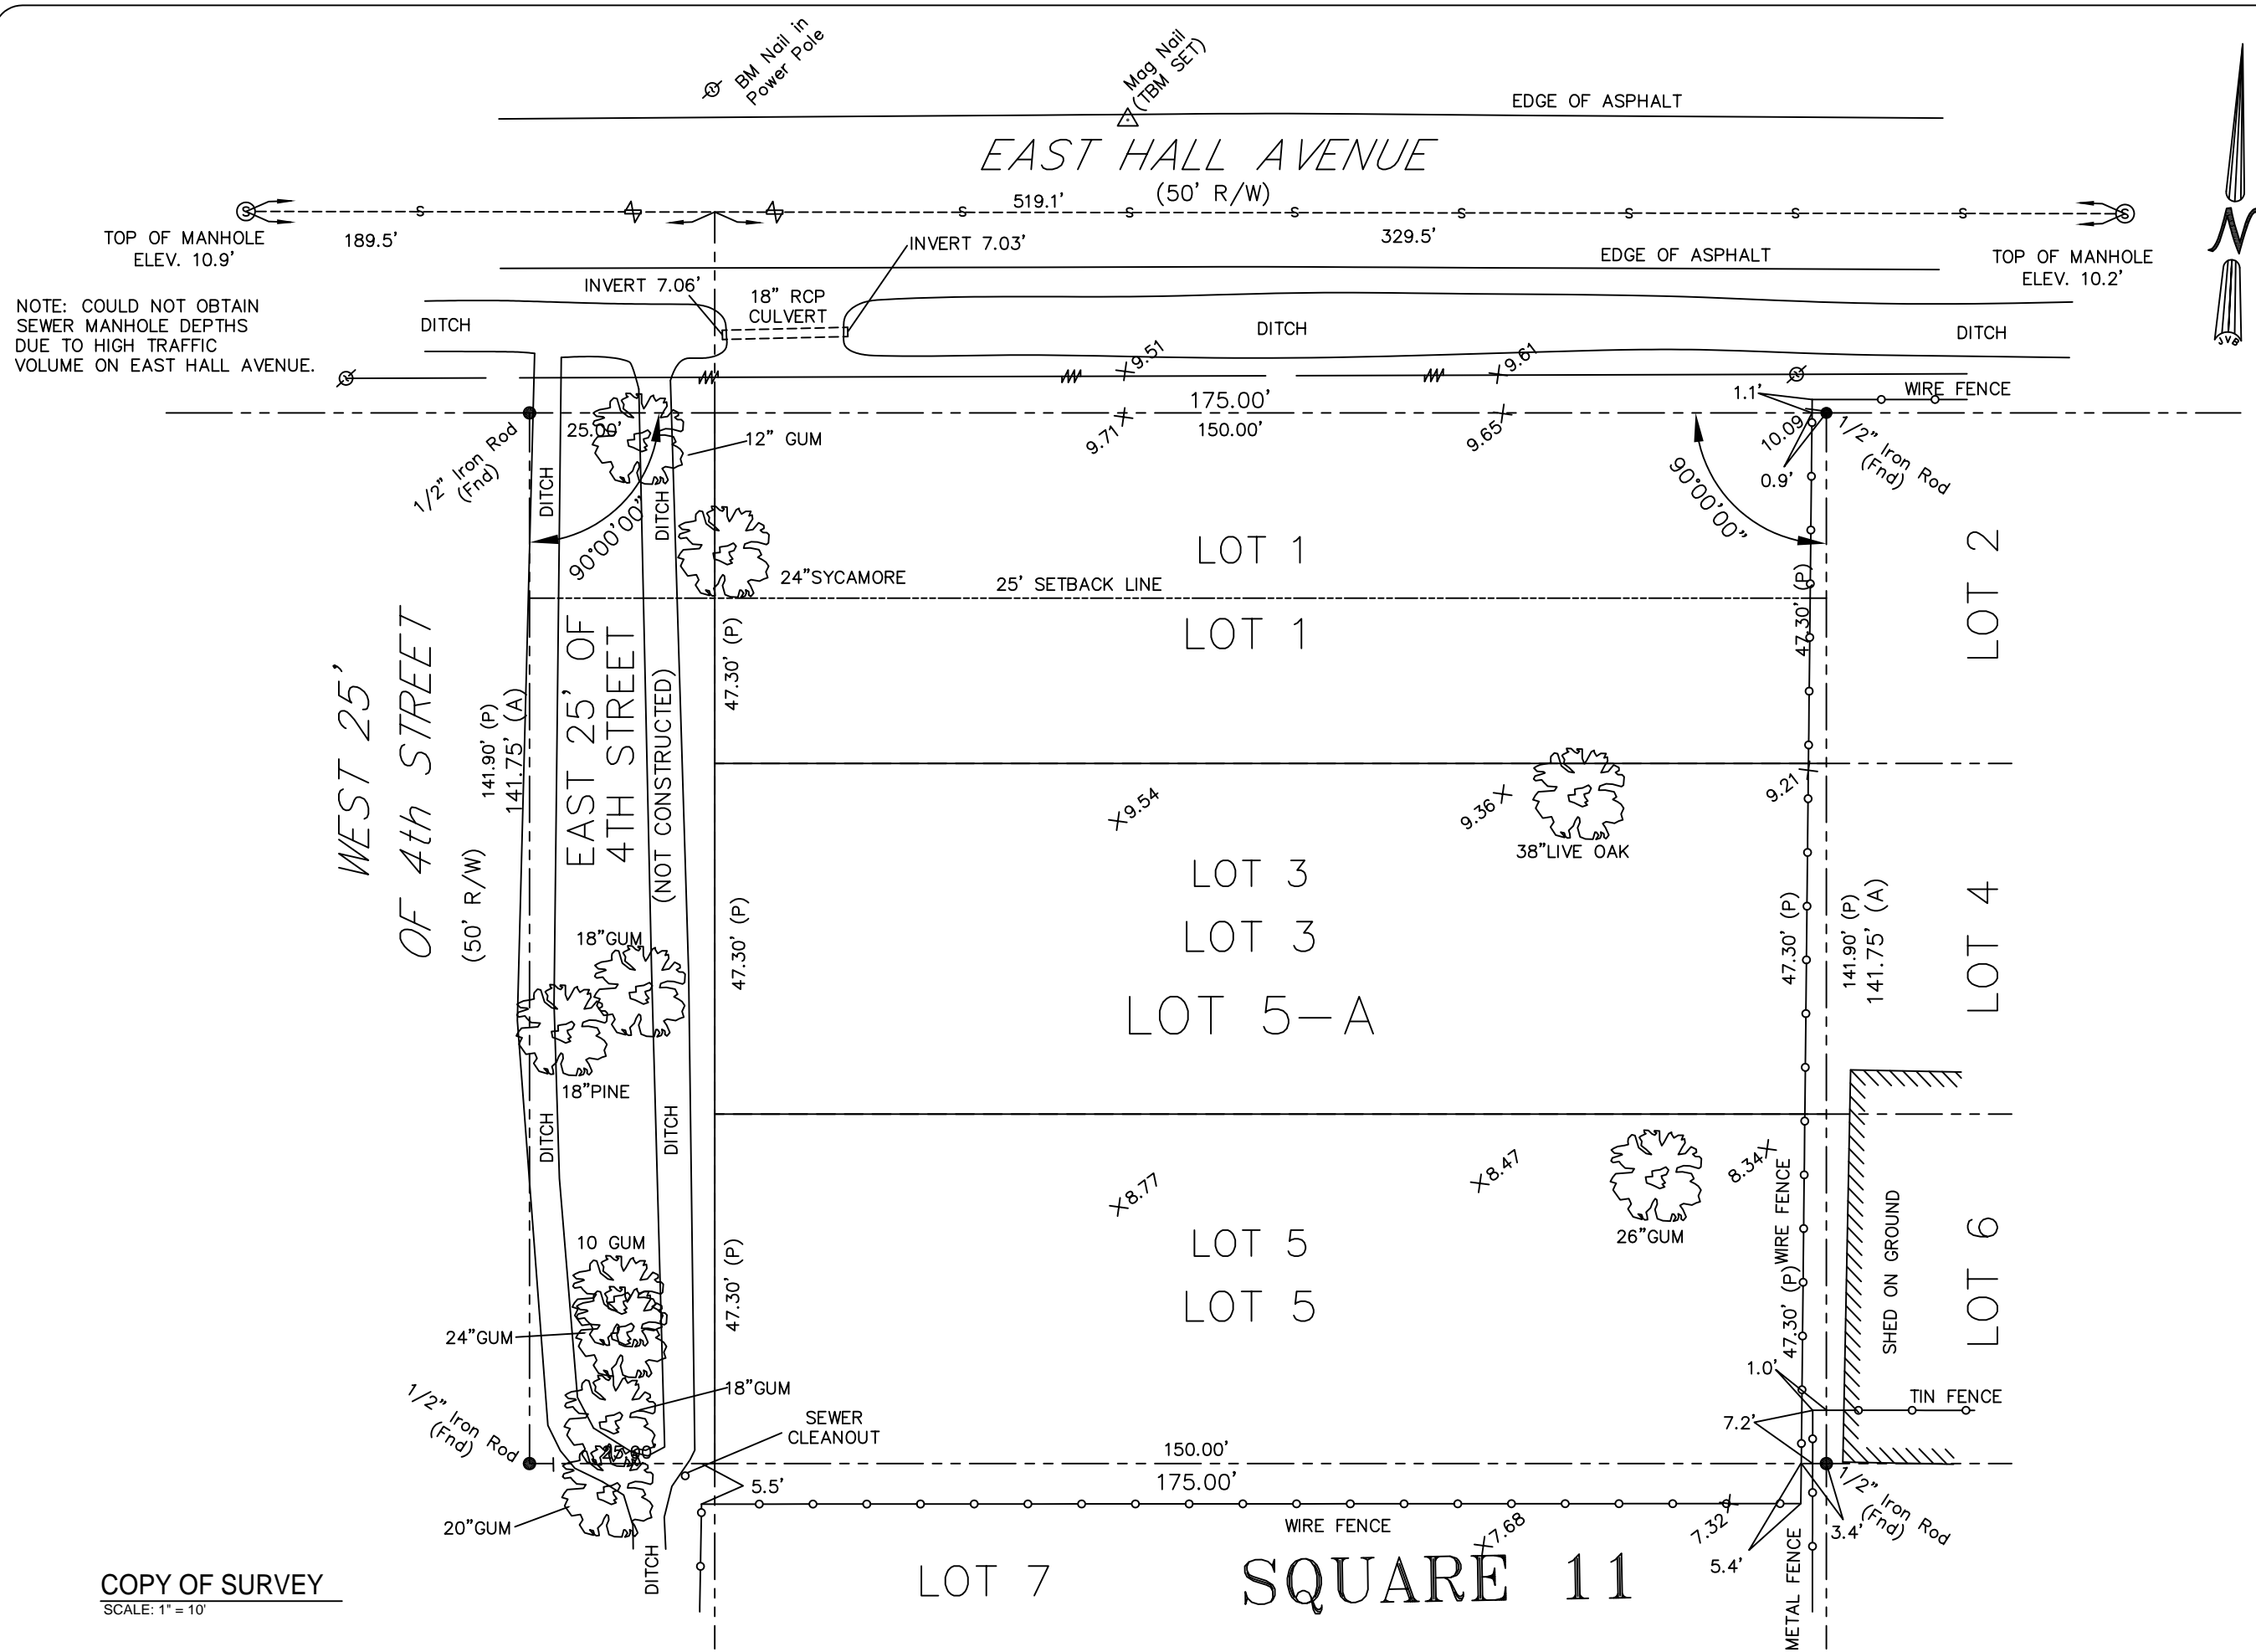 BM Nail in
Power Pole
Mag Nail
(TBM SET)
EDGE OF ASPHALT
EAST HALL AVENUE
(50' R/W)
S
519.1'
S
S
S
S
S
S
S
S
S
TOP OF MANHOLE
ELEV. 10.9'
189.5'
INVERT 7.03'
329.5'
EDGE OF ASPHALT
TOP OF MANHOLE
ELEV. 10.2'
N
JVB
NOTE: COULD NOT OBTAIN
SEWER MANHOLE DEPTHS
DUE TO HIGH TRAFFIC
VOLUME ON EAST HALL AVENUE.
INVERT 7.06'
18" RCP
CULVERT
DITCH
DITCH
DITCH
9.51
9.61
1.1'
WIRE FENCE
175.00'
25.00'
150.00'
9.71
9.65
10.09
0.9'
1/2" Iron Rod
(Fnd)
1/2" Iron Rod
(Fnd)
12" GUM
DITCH
DITCH
90°00'00"
90°00'00"
24"SYCAMORE
LOT 1
25' SETBACK LINE
LOT 1
LOT 2
WEST 25'
OF 4th STREET
(50' R/W)
141.90' (P)
141.75' (A)
EAST 25' OF
4TH STREET
(NOT CONSTRUCTED)
47.30' (P)
47.30' (P)
9.54
9.36
9.21
38"LIVE OAK
LOT 3
LOT 3
LOT 5-A
47.30' (P)
47.30' (P)
141.90' (P)
141.75' (A)
LOT 4
18"GUM
18"PINE
DITCH
DITCH
8.77
8.47
8.34
26"GUM
WIRE FENCE
SHED ON GROUND
LOT 6
LOT 5
LOT 5
10 GUM
24"GUM
47.30' (P)
47.30' (P)
18"GUM
SEWER
CLEANOUT
1.0'
TIN FENCE
7.2'
1/2" Iron Rod
(Fnd)
25.00
150.00'
175.00'
5.5'
1/2" Iron Rod
(Fnd)
3.4'
20"GUM
WIRE FENCE
7.68
7.32
5.4'
METAL FENCE
DITCH
LOT 7
SQUARE 11
COPY OF SURVEY
SCALE: 1" = 10'